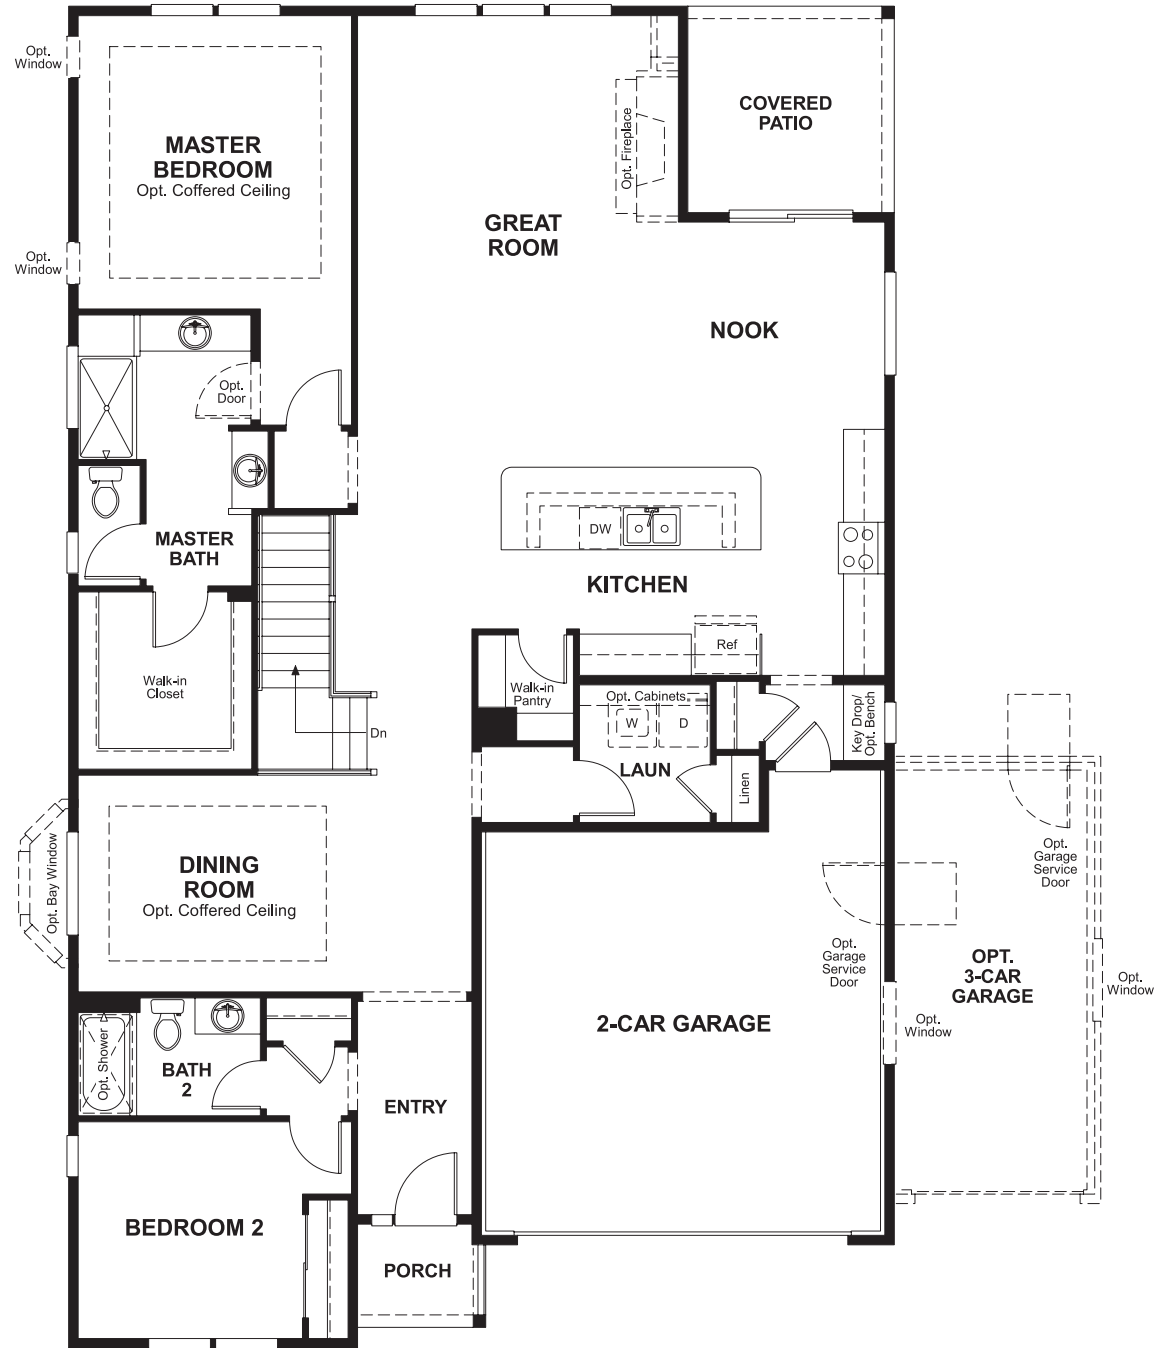 Opt.
Window
MASTER
BEDROOM
Opt. Coffered Ceiling
Opt.
Window
Opt. Fireplace
COVERED
PATIO
GREAT
ROOM
NOOK
Opt.
Door
MASTER
BATH
DW
KITCHEN
Ref
Walk-in
Closet
Walk-in
Pantry
Opt. Cabinets
W
D
Key Drop/
Opt. Bench
Dn
LAUN
Linen
Opt. Bay Window
DINING
ROOM
Opt. Coffered Ceiling
Opt.
Garage
Service
Door
Opt.
Garage
Service
Door
OPT.
3-CAR
GARAGE
Opt.
Window
Opt.
Window
2-CAR GARAGE
Opt. Shower
BATH
2
ENTRY
BEDROOM 2
PORCH